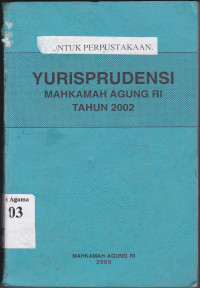 UNTUK PERPUSTAKAAN.
YURISPRUDENSI
MAHKAMAH AGUNG RI
TAHUN 2002
Agama
03
MAHKAMAH AGUNG RI
2003